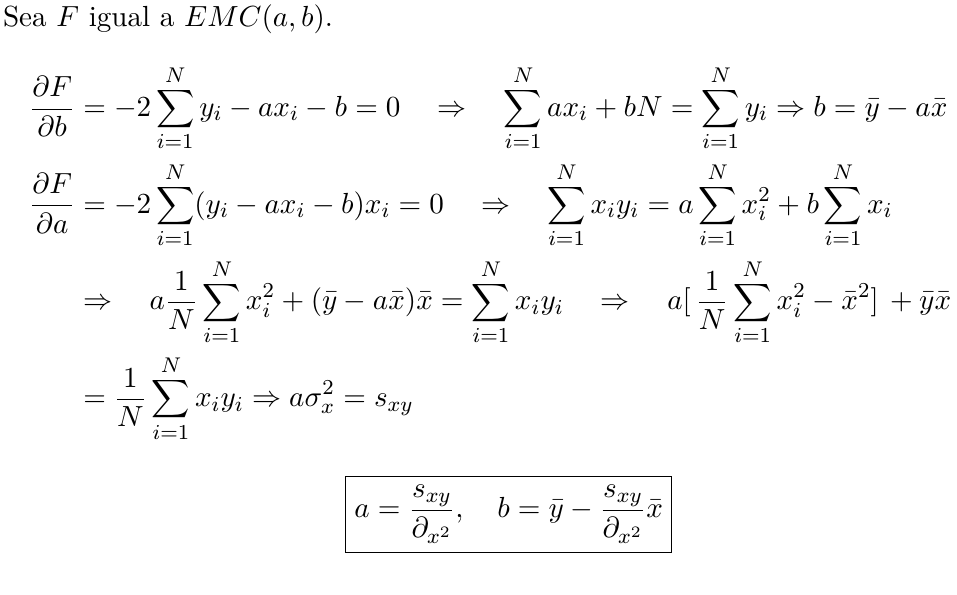 Sea F igual a EMC(a, b).
∂F/∂b = −2 ∑_{i=1}^{N} y_i − ax_i − b = 0 ⇒ ∑_{i=1}^{N} ax_i + bN = ∑_{i=1}^{N} y_i ⇒ b = ȳ − ax̄
∂F/∂a = −2 ∑_{i=1}^{N} (y_i − ax_i − b)x_i = 0 ⇒ ∑_{i=1}^{N} x_i y_i = a ∑_{i=1}^{N} x_i^2 + b ∑_{i=1}^{N} x_i
⇒ a 1/N ∑_{i=1}^{N} x_i^2 + (ȳ − ax̄)x̄ = ∑_{i=1}^{N} x_i y_i ⇒ a[ 1/N ∑_{i=1}^{N} x_i^2 − x̄^2] + ȳx̄
= 1/N ∑_{i=1}^{N} x_i y_i ⇒ aσ_x^2 = s_{xy}
a = s_{xy}/∂_{x^2}, b = ȳ − s_{xy}/∂_{x^2} x̄